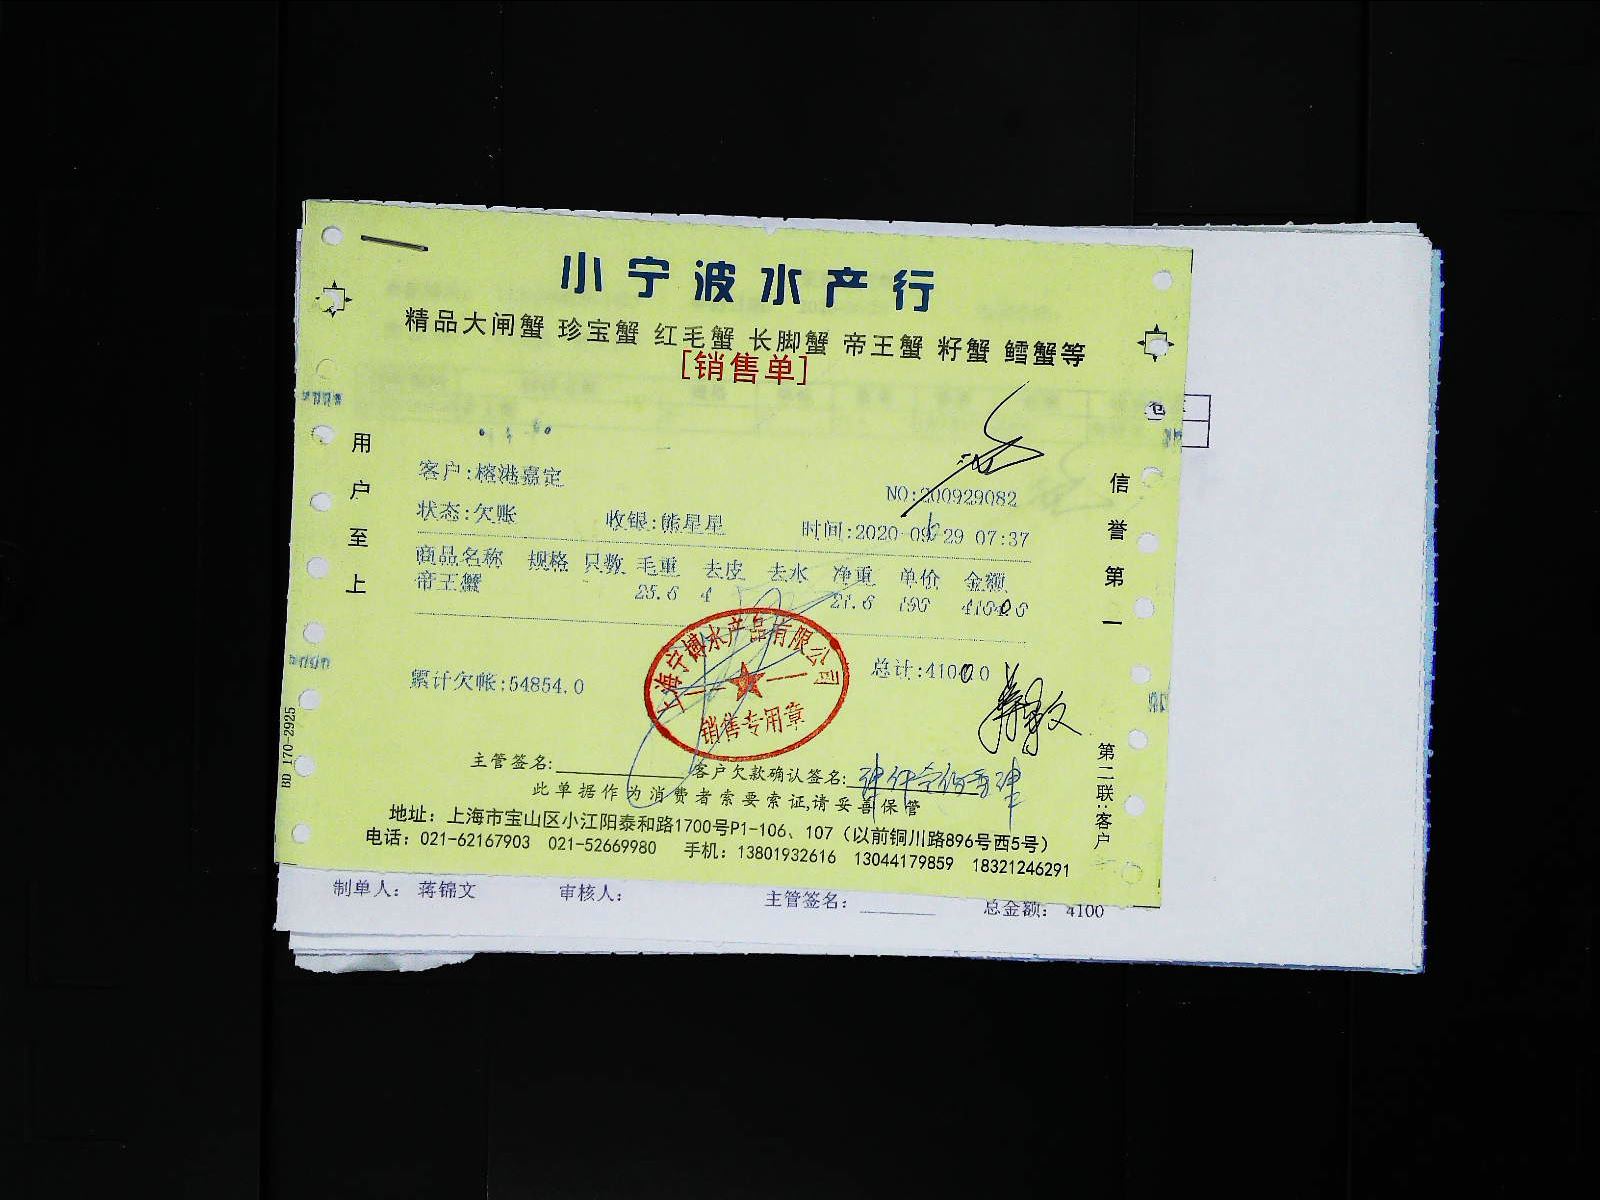 小宁波水产行
精品大闸蟹 珍宝蟹 红毛蟹 长脚蟹 帝王蟹 籽蟹 鳕蟹等
[销售单]
客户:榕港嘉定
NO:200929082
状态:欠账 收银:熊星星 时间:2020-09-29 07:37
商品名称 规格 只数 毛重 去皮 去水 净重 单价 金额
帝王蟹 25.6 4 21.6 190
累计欠帐:54854.0
总计:4100.0
上海宁博水产品有限公司
销售专用章
主管签名: 客户欠款确认签名:
此单据作为消费者索要索证,请妥善保管
地址：上海市宝山区小江阳泰和路1700号P1-106、107（以前铜川路896号西5号）
电话：021-62167903 021-52669980 手机：13801932616 13044179859 18321246291
用户至上
信誉第一
第二联:客户
BD 170-2925
仓
制单人： 蒋锦文 审核人： 主管签名： 总金额： 4100